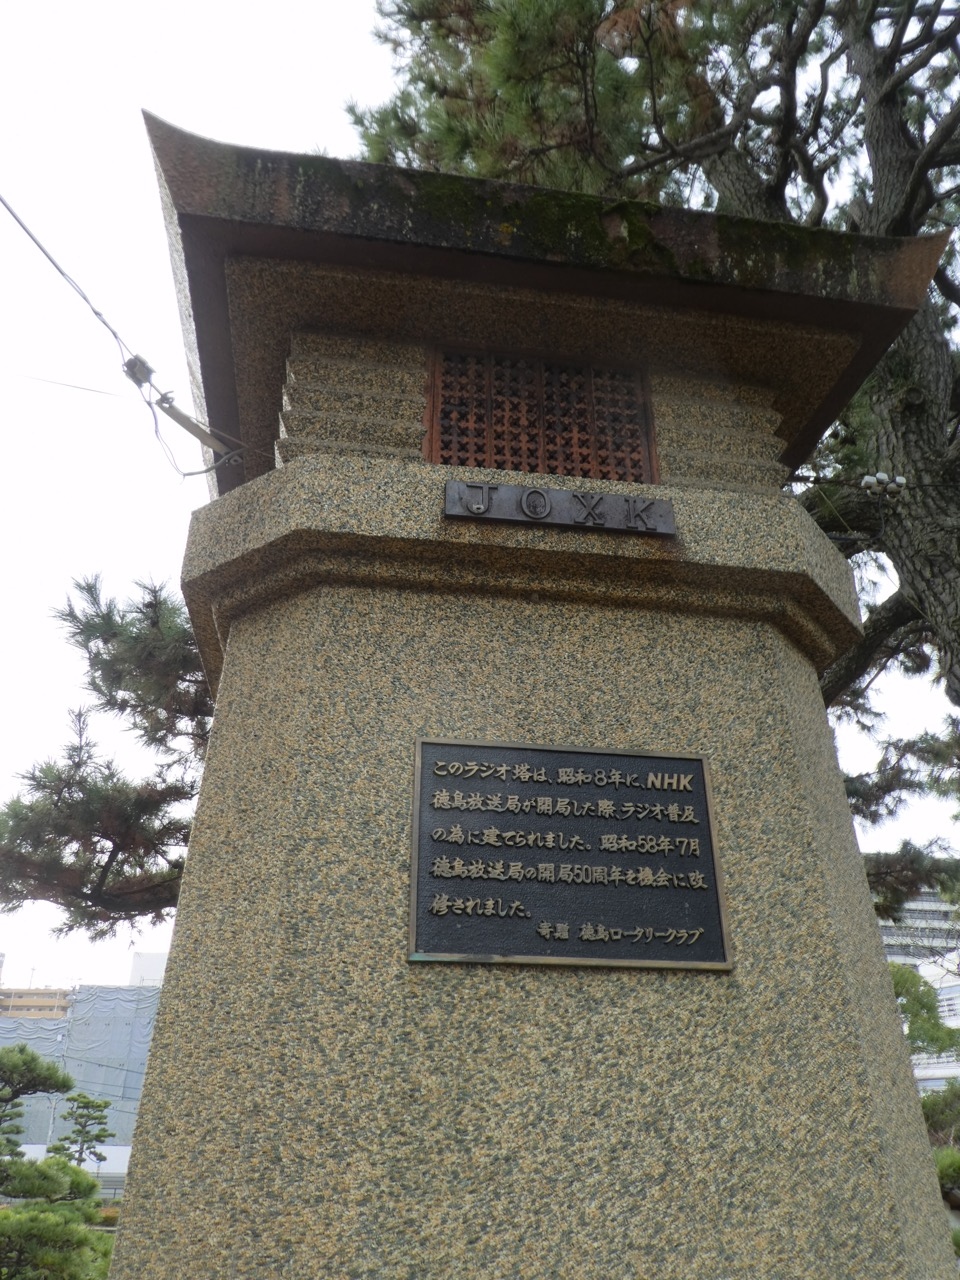 JOXK
このラジオ塔は、昭和8年に、NHK
徳島放送局が開局した際、ラジオ普及
の為に建てられました。昭和58年7月
徳島放送局の開局50周年を機会に改
修されました。
寄贈 徳島ロータリークラブ